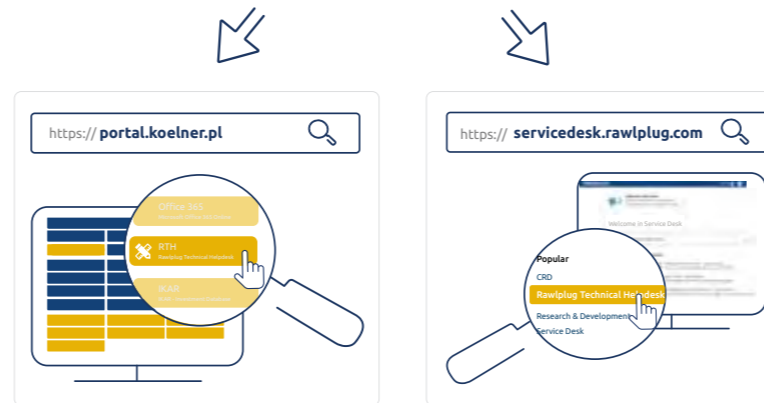 https:// portal.koelner.pl
Office 365
RTH
Rawlplug Technical Helpdesk
IKAR
https:// servicedesk.rawlplug.com
Welcome in Service Desk
Popular
CRD
Rawlplug Technical Helpdesk
Research & Development
Service Desk